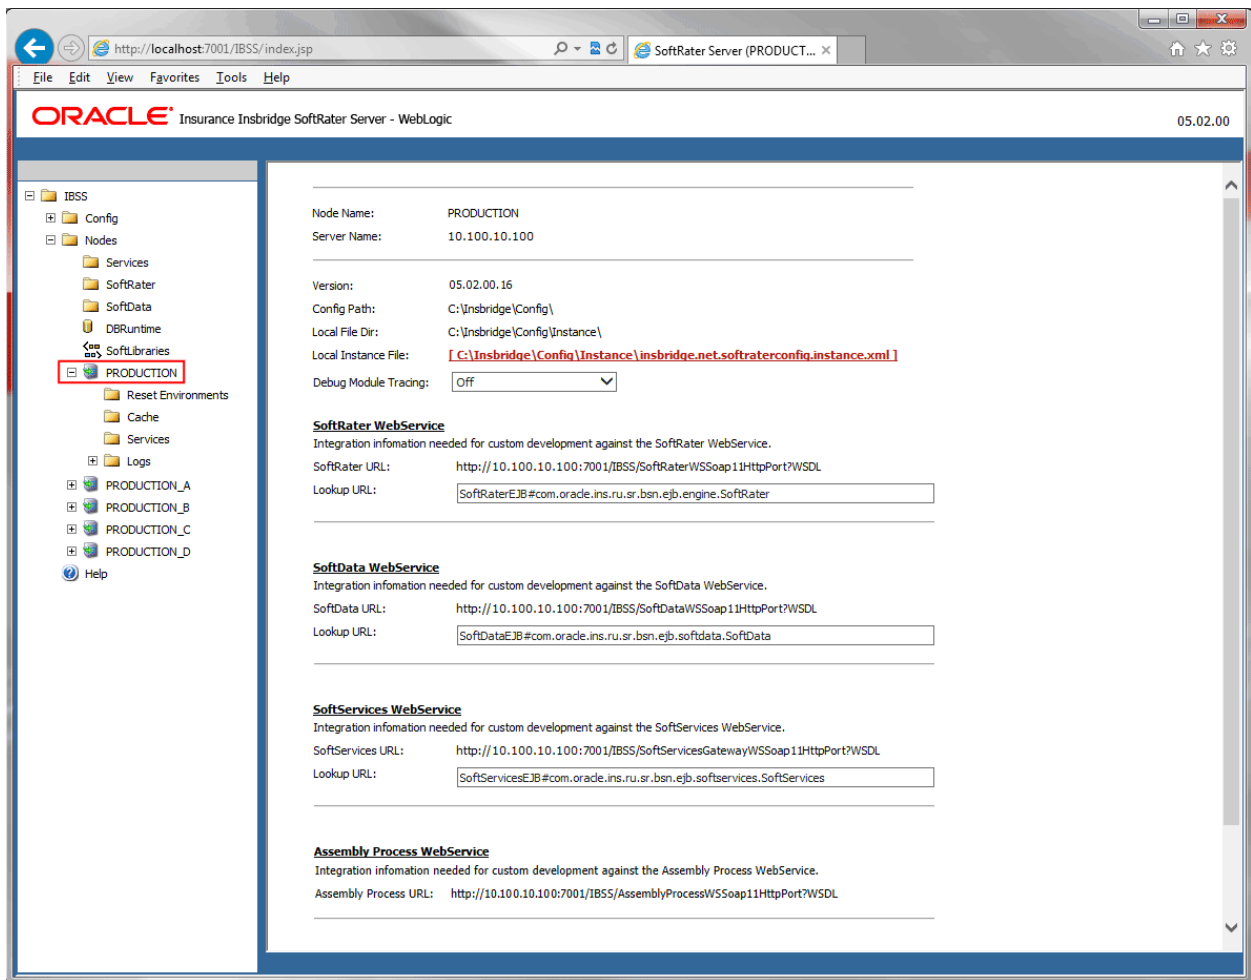 http://localhost:7001/IBSS/index.jsp
SoftRater Server (PRODUCT...
File Edit View Favorites Tools Help
ORACLE Insurance Insbridge SoftRater Server - WebLogic
05.02.00
IBSS
Config
Nodes
Services
SoftRater
SoftData
DBRuntime
SoftLibraries
PRODUCTION
Reset Environments
Cache
Services
Logs
PRODUCTION_A
PRODUCTION_B
PRODUCTION_C
PRODUCTION_D
Help
Node Name: PRODUCTION
Server Name: 10.100.10.100
Version: 05.02.00.16
Config Path: C:\Insbridge\Config\
Local File Dir: C:\Insbridge\Config\Instance\
Local Instance File: [ C:\Insbridge\Config\Instance\insbridge.net.softraterconfig.instance.xml ]
Debug Module Tracing: Off
SoftRater WebService
Integration infomation needed for custom development against the SoftRater WebService.
SoftRater URL: http://10.100.10.100:7001/IBSS/SoftRaterWSSoap11HttpPort?WSDL
Lookup URL: SoftRaterEJB#com.oracle.ins.ru.sr.bsn.ejb.engine.SoftRater
SoftData WebService
Integration infomation needed for custom development against the SoftData WebService.
SoftData URL: http://10.100.10.100:7001/IBSS/SoftDataWSSoap11HttpPort?WSDL
Lookup URL: SoftDataEJB#com.oracle.ins.ru.sr.bsn.ejb.softdata.SoftData
SoftServices WebService
Integration infomation needed for custom development against the SoftServices WebService.
SoftServices URL: http://10.100.10.100:7001/IBSS/SoftServicesGatewayWSSoap11HttpPort?WSDL
Lookup URL: SoftServicesEJB#com.oracle.ins.ru.sr.bsn.ejb.softservices.SoftServices
Assembly Process WebService
Integration infomation needed for custom development against the Assembly Process WebService.
Assembly Process URL: http://10.100.10.100:7001/IBSS/AssemblyProcessWSSoap11HttpPort?WSDL